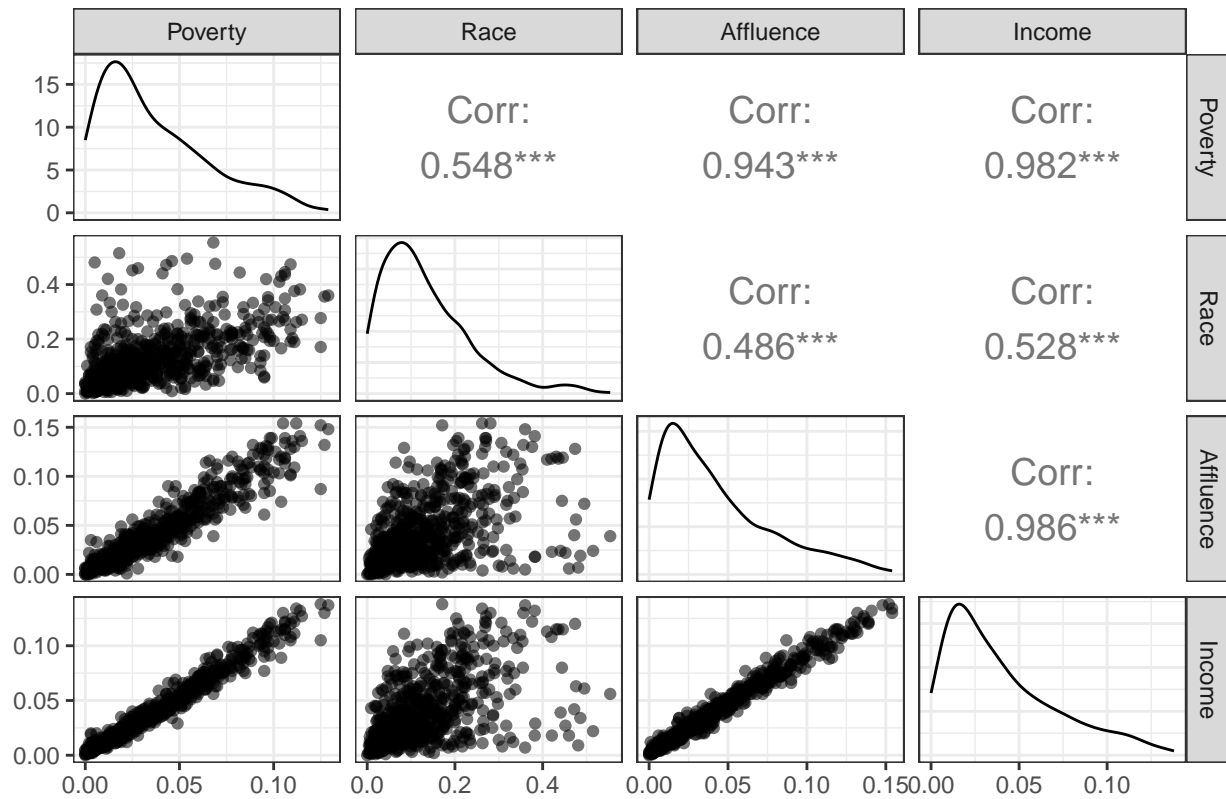 Poverty Race Affluence Income
15
10
5
0
Corr:
0.548***
Corr:
0.943***
Corr:
0.982***
Poverty
0.4
0.2
0.0
Corr:
0.486***
Corr:
0.528***
Race
0.15
0.10
0.05
0.00
Corr:
0.986***
Affluence
0.10
0.05
0.00
Income
0.00 0.05 0.10 0.0 0.2 0.4 0.00 0.05 0.10 0.15 0.00 0.05 0.10